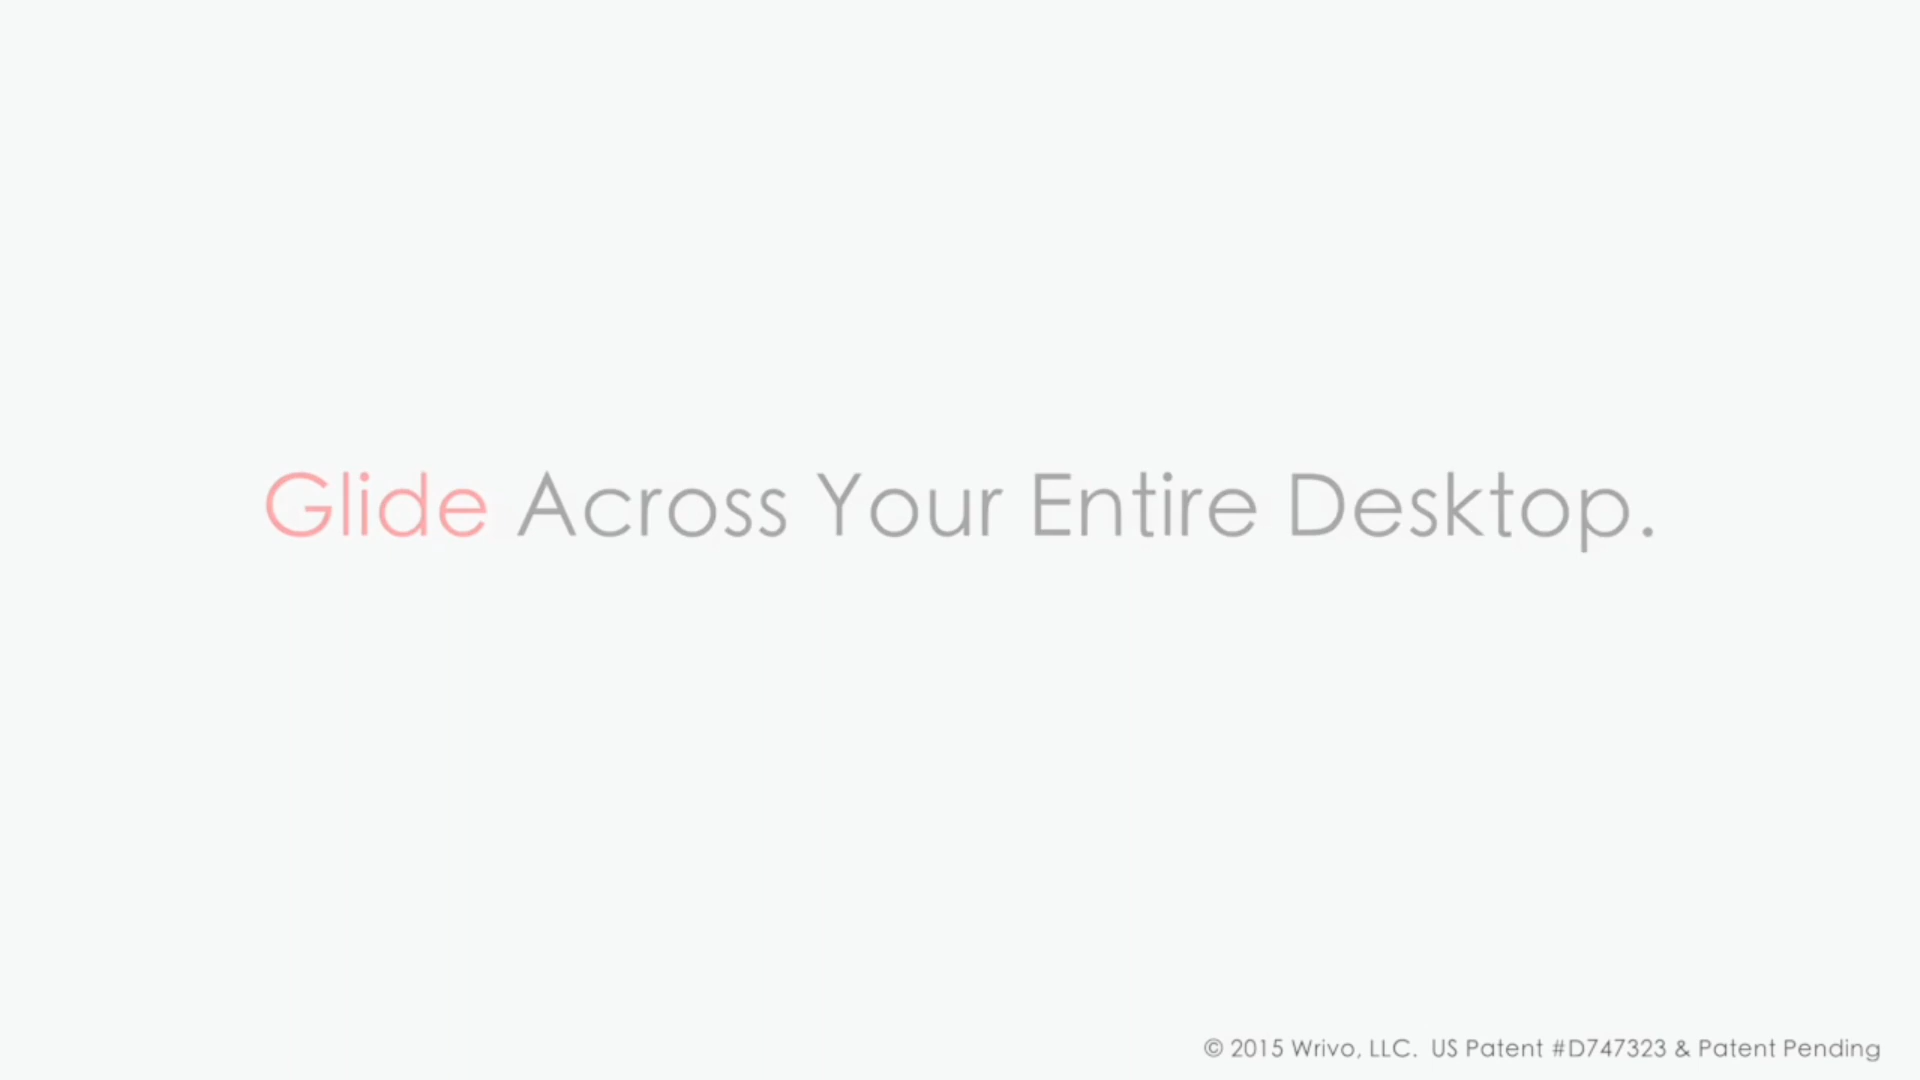 Glide Across Your Entire Desktop.
© 2015 Wrivo, LLC. US Patent #D747323 & Patent Pending